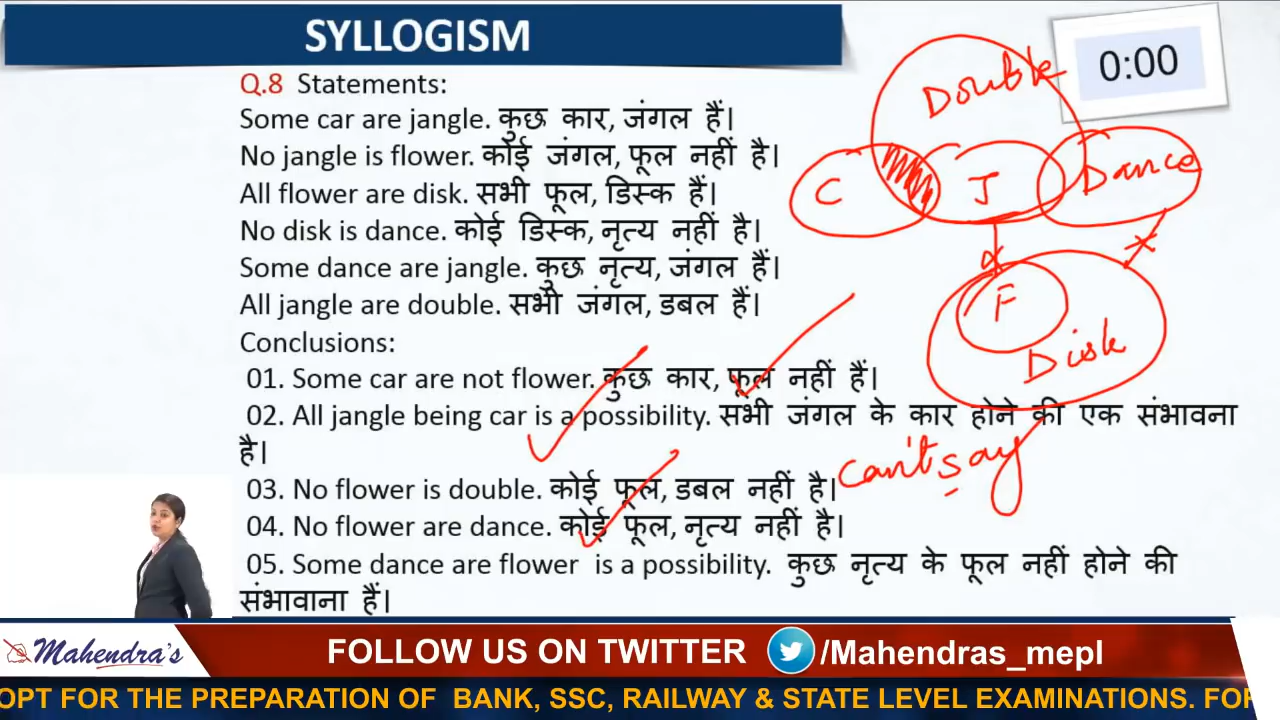 SYLLOGISM
0:00
Q.8 Statements:
Some car are jangle. कुछ कार, जंगल हैं।
No jangle is flower. कोई जंगल, फूल नहीं है।
All flower are disk. सभी फूल, डिस्क हैं।
No disk is dance. कोई डिस्क, नृत्य नहीं है।
Some dance are jangle. कुछ नृत्य, जंगल हैं।
All jangle are double. सभी जंगल, डबल हैं।
Conclusions:
01. Some car are not flower. कुछ कार, फूल नहीं हैं।
02. All jangle being car is a possibility. सभी जंगल के कार होने की एक संभावना
है।
03. No flower is double. कोई फूल, डबल नहीं है।
04. No flower are dance. कोई फूल, नृत्य नहीं है।
05. Some dance are flower is a possibility. कुछ नृत्य के फूल नहीं होने की
संभावाना हैं।
Double
C
J
Dance
F
Disk
can't say
Mahendra's
FOLLOW US ON TWITTER /Mahendras_mepl
OPT FOR THE PREPARATION OF BANK, SSC, RAILWAY & STATE LEVEL EXAMINATIONS. FOR